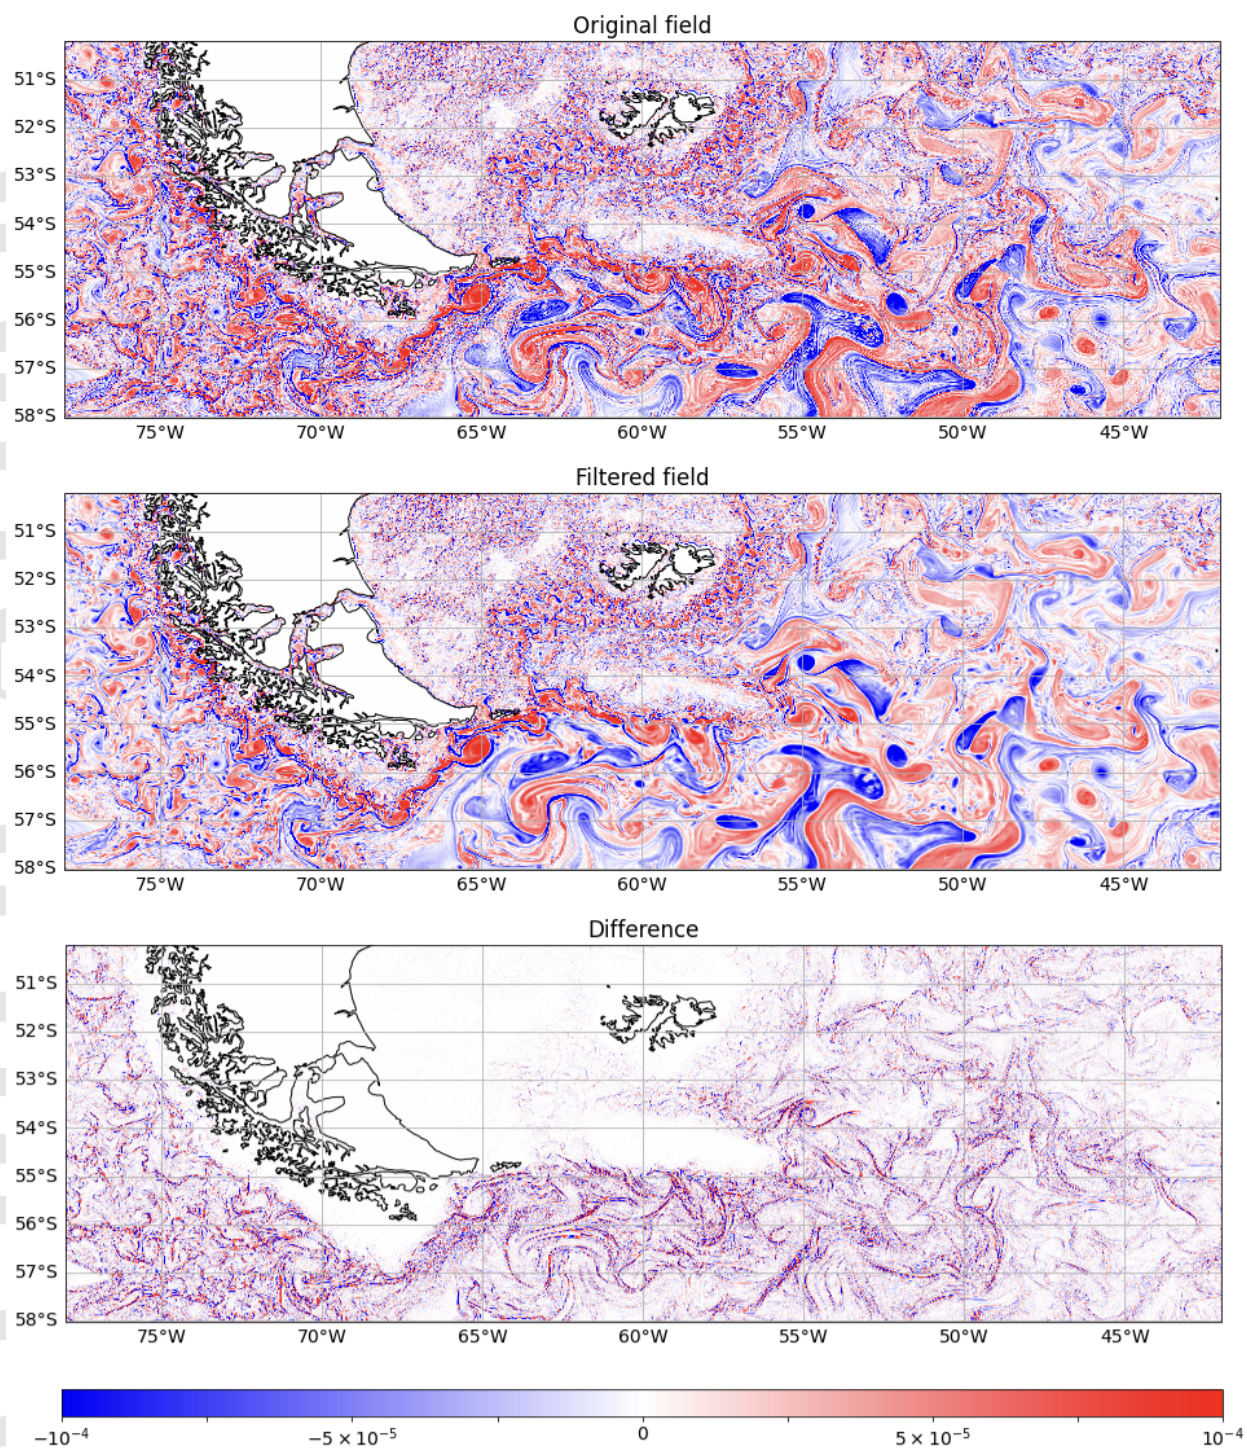 Original field
51°S
52°S
53°S
54°S
55°S
56°S
57°S
58°S
75°W 70°W 65°W 60°W 55°W 50°W 45°W
Filtered field
51°S
52°S
53°S
54°S
55°S
56°S
57°S
58°S
75°W 70°W 65°W 60°W 55°W 50°W 45°W
Difference
51°S
52°S
53°S
54°S
55°S
56°S
57°S
58°S
75°W 70°W 65°W 60°W 55°W 50°W 45°W
−10⁻⁴ −5 × 10⁻⁵ 0 5 × 10⁻⁵ 10⁻⁴